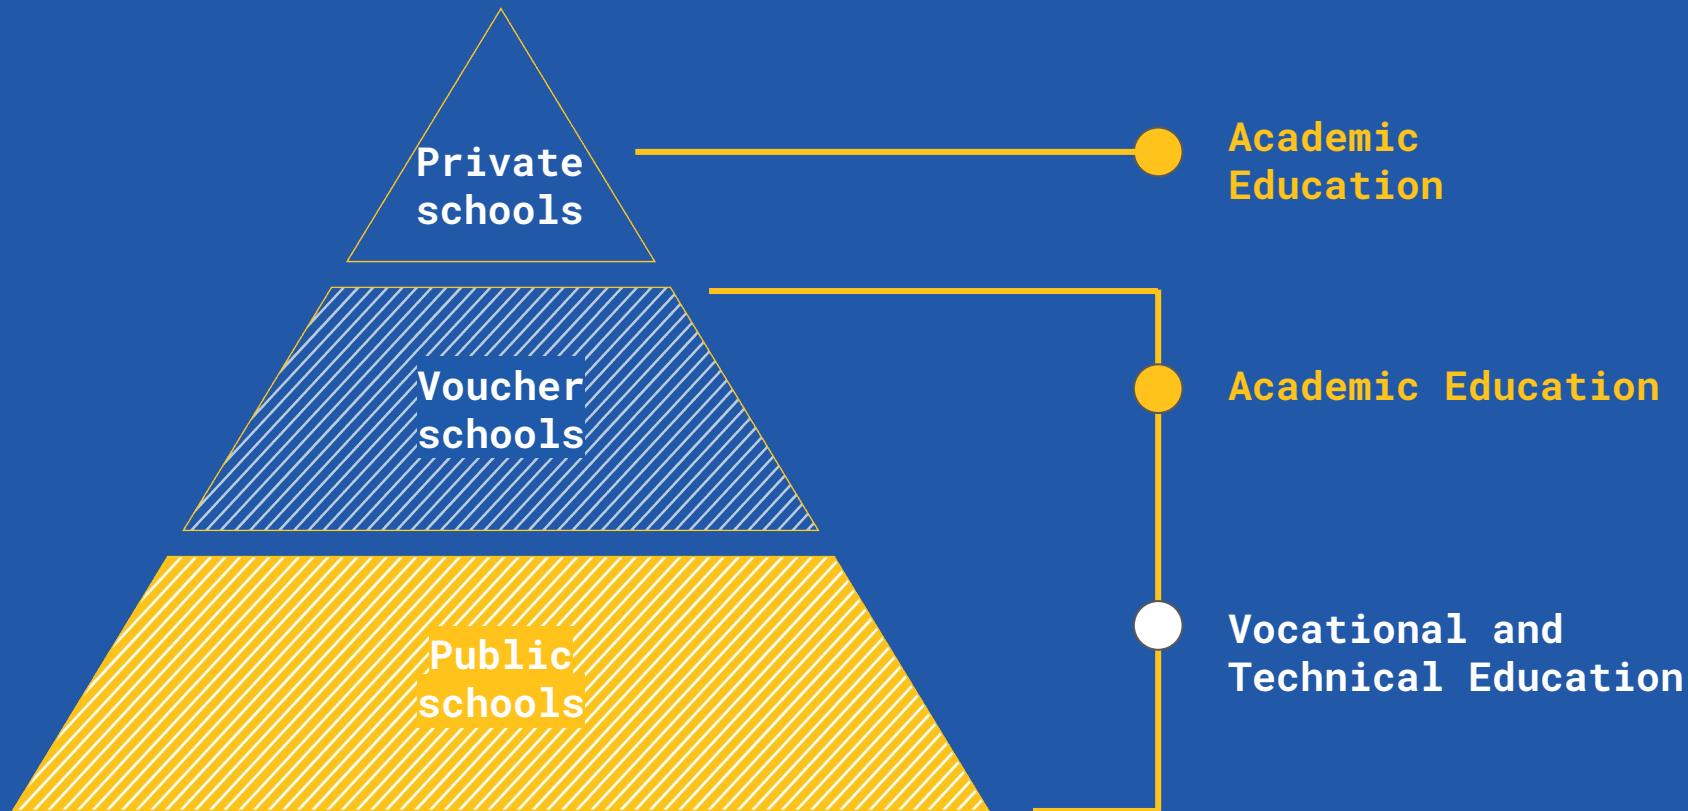 Private
schools
Academic
Education
Voucher
schools
Academic Education
Public
schools
Vocational and
Technical Education